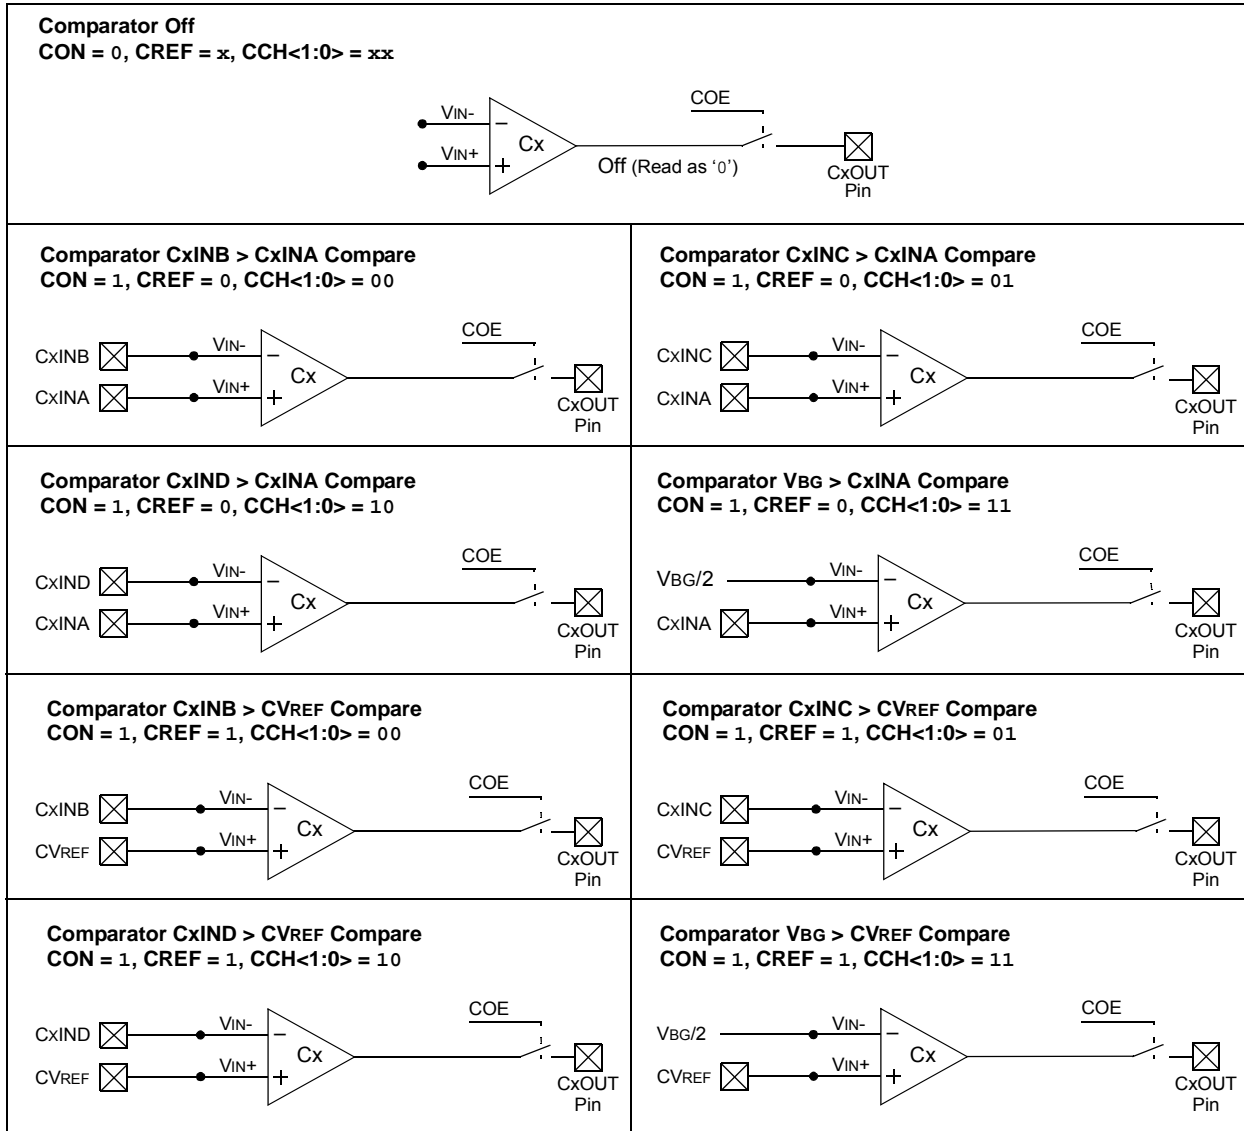 Comparator Off
CON = 0, CREF = x, CCH<1:0> = xx
COE
VIN-
–
Cx
VIN+
+
Off (Read as ‘0’)
CxOUT
Pin
Comparator CxINB > CxINA Compare
CON = 1, CREF = 0, CCH<1:0> = 00
COE
CxINB
VIN-
–
Cx
CxINA
VIN+
+
CxOUT
Pin
Comparator CxINC > CxINA Compare
CON = 1, CREF = 0, CCH<1:0> = 01
COE
CxINC
VIN-
–
Cx
CxINA
VIN+
+
CxOUT
Pin
Comparator CxIND > CxINA Compare
CON = 1, CREF = 0, CCH<1:0> = 10
COE
CxIND
VIN-
–
Cx
CxINA
VIN+
+
CxOUT
Pin
Comparator VBG > CxINA Compare
CON = 1, CREF = 0, CCH<1:0> = 11
COE
VBG/2
VIN-
–
Cx
CxINA
VIN+
+
CxOUT
Pin
Comparator CxINB > CVREF Compare
CON = 1, CREF = 1, CCH<1:0> = 00
COE
CxINB
VIN-
–
Cx
CVREF
VIN+
+
CxOUT
Pin
Comparator CxINC > CVREF Compare
CON = 1, CREF = 1, CCH<1:0> = 01
COE
CxINC
VIN-
–
Cx
CVREF
VIN+
+
CxOUT
Pin
Comparator CxIND > CVREF Compare
CON = 1, CREF = 1, CCH<1:0> = 10
COE
CxIND
VIN-
–
Cx
CVREF
VIN+
+
CxOUT
Pin
Comparator VBG > CVREF Compare
CON = 1, CREF = 1, CCH<1:0> = 11
COE
VBG/2
VIN-
–
Cx
CVREF
VIN+
+
CxOUT
Pin